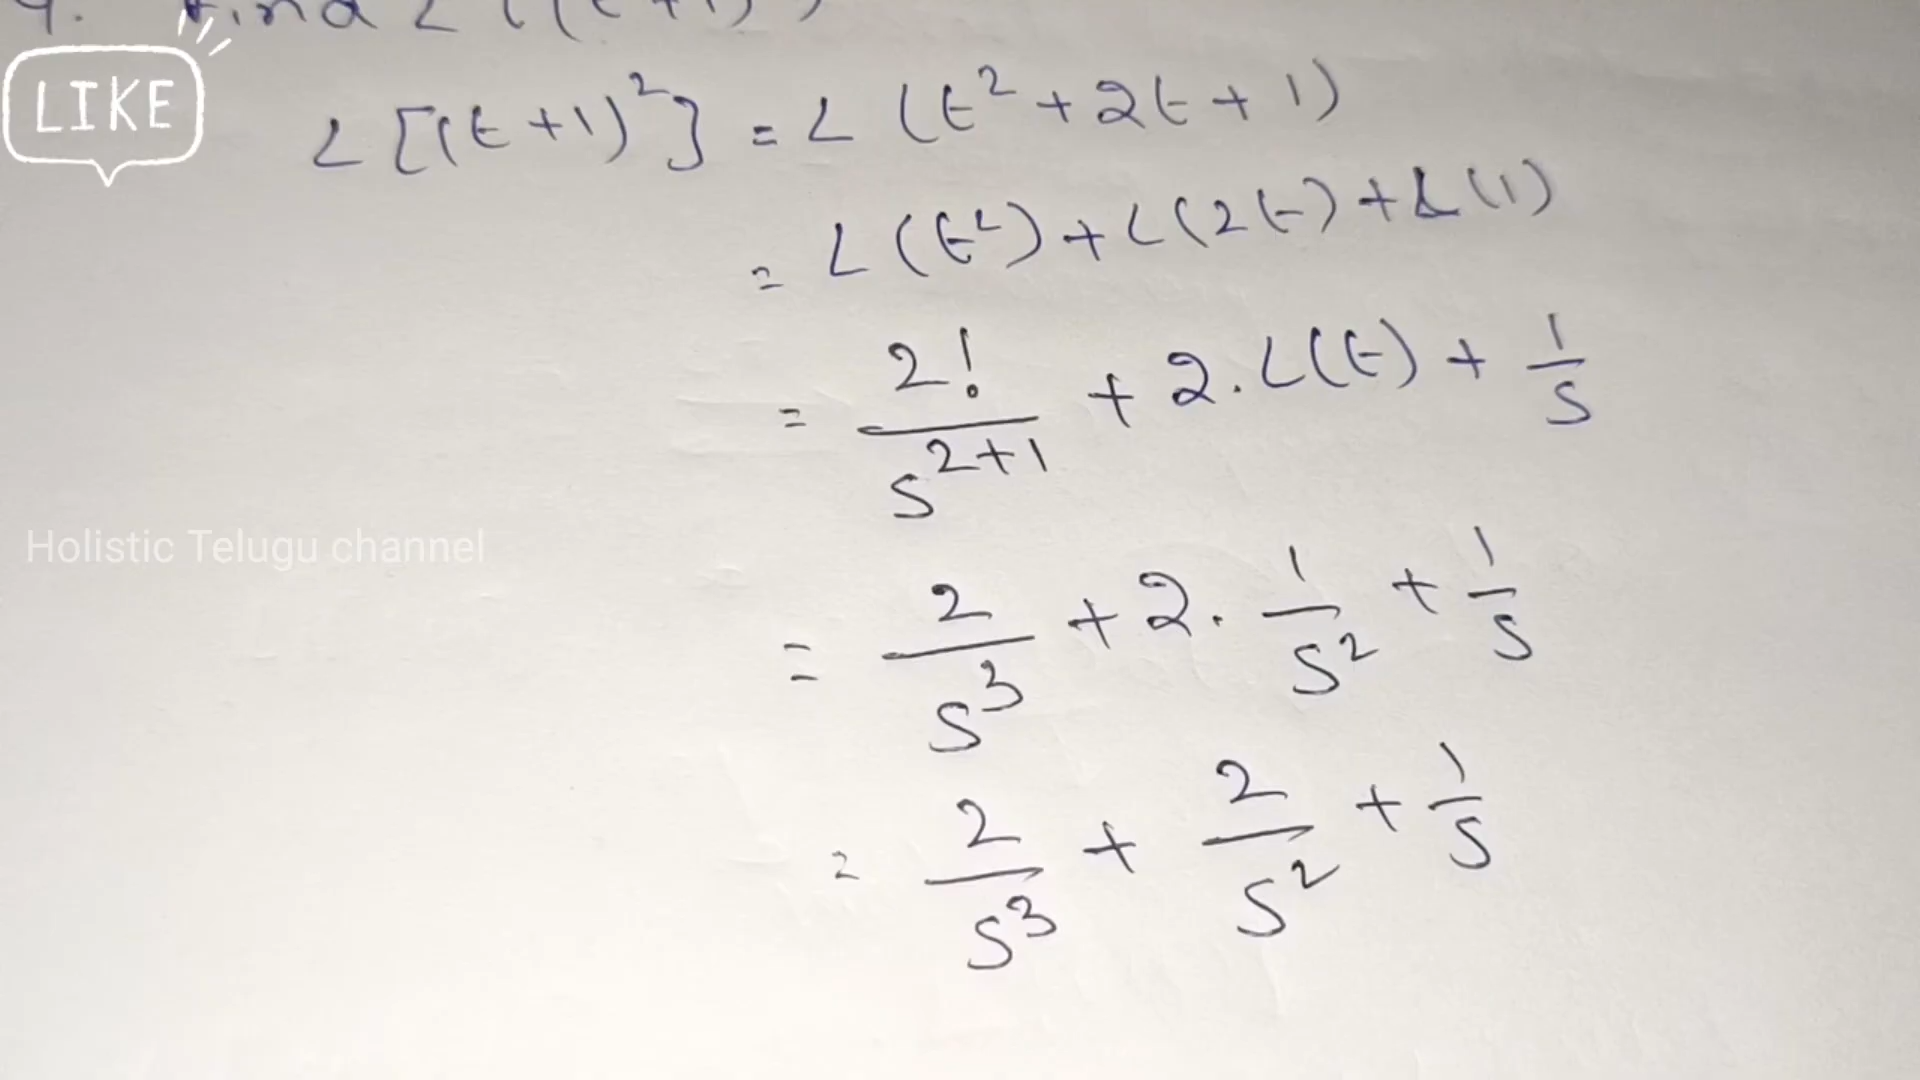 LIKE
L[(t+1)²] = L(t²+2t+1)
= L(t²)+L(2t)+L(1)
= 2!/s²⁺¹ + 2.L(t) + 1/s
= 2/s³ + 2. 1/s² + 1/s
= 2/s³ + 2/s² + 1/s
Holistic Telugu channel